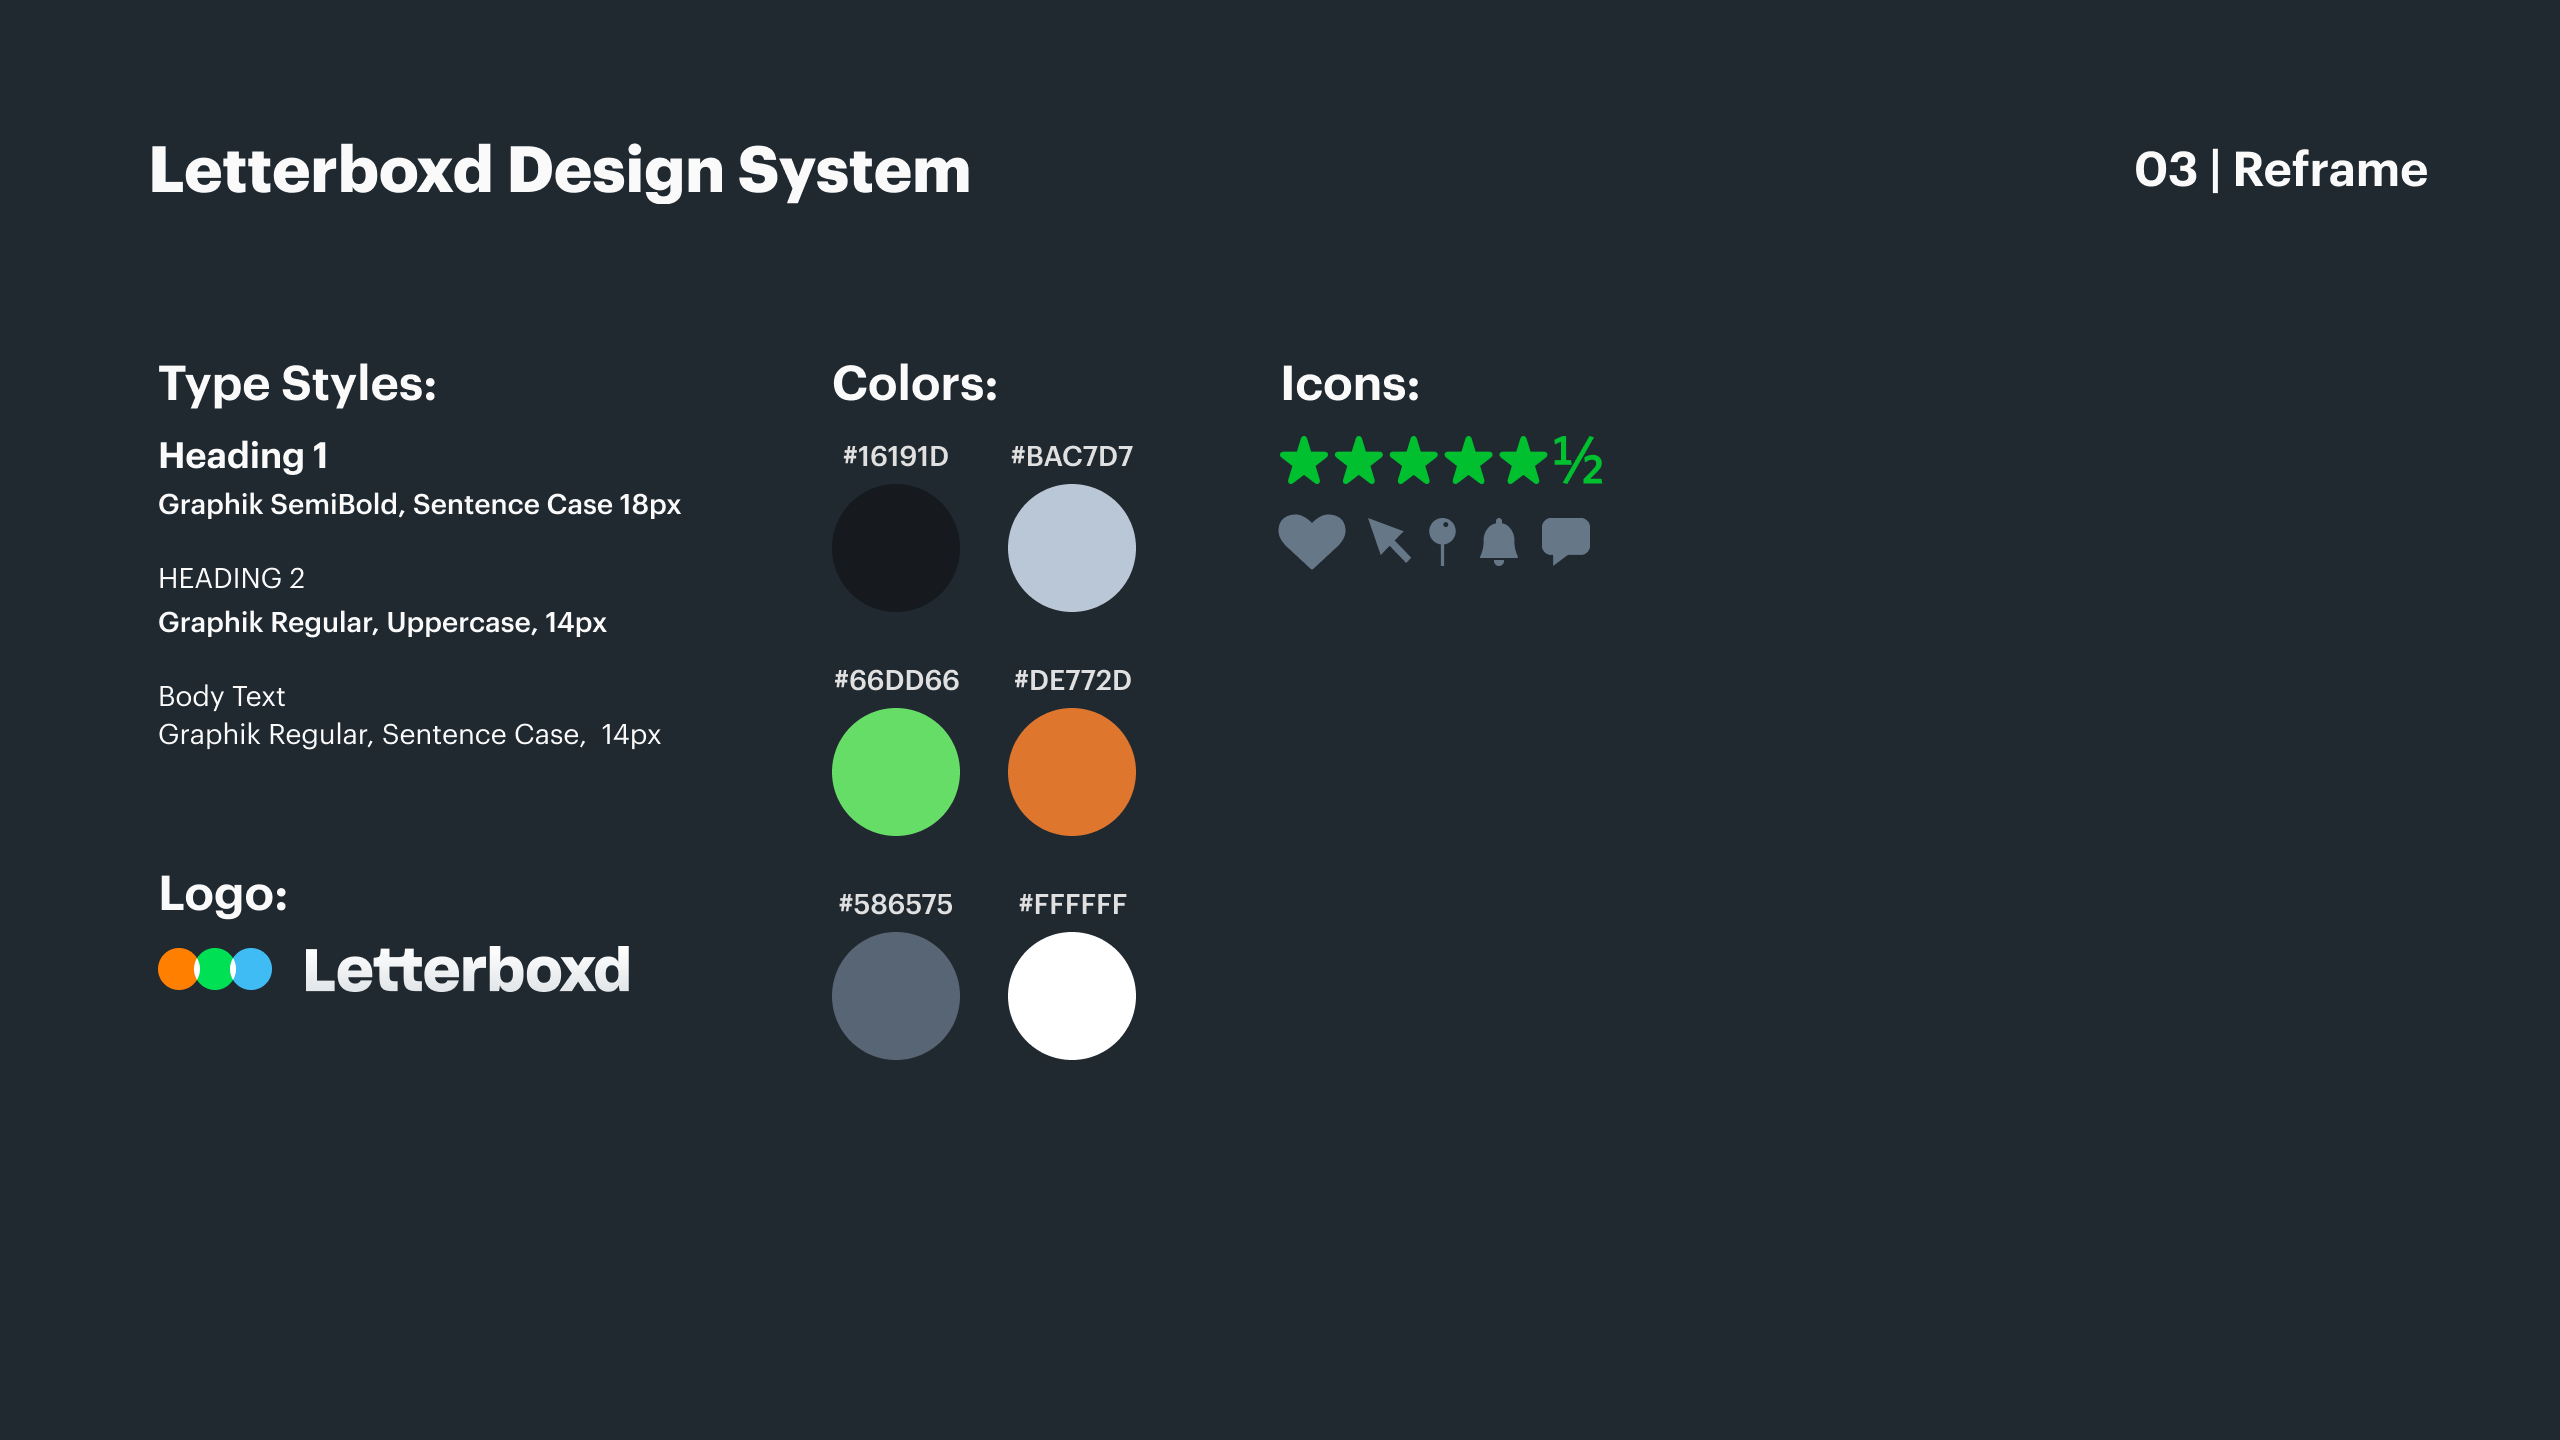 Letterboxd Design System
03 | Reframe
Type Styles:
Heading 1
Graphik SemiBold, Sentence Case 18px
HEADING 2
Graphik Regular, Uppercase, 14px
Body Text
Graphik Regular, Sentence Case,  14px
Logo:
Letterboxd
Colors:
#16191D #BAC7D7
#66DD66 #DE772D
#586575 #FFFFFF
Icons:
★★★★★½